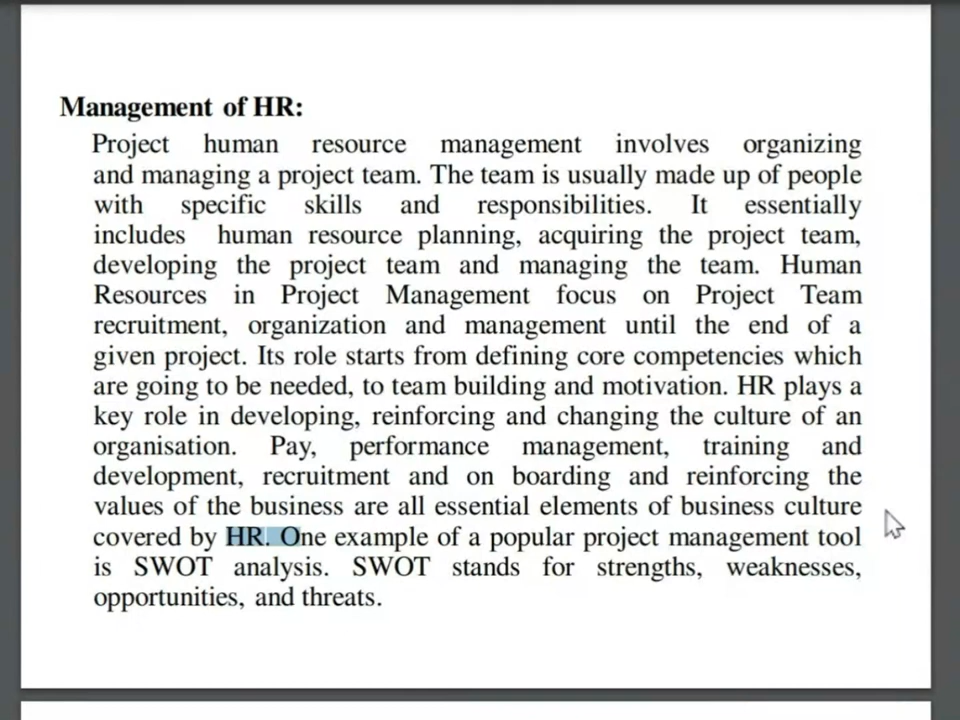 Management of HR:
Project human resource management involves organizing
and managing a project team. The team is usually made up of people
with specific skills and responsibilities. It essentially
includes human resource planning, acquiring the project team,
developing the project team and managing the team. Human
Resources in Project Management focus on Project Team
recruitment, organization and management until the end of a
given project. Its role starts from defining core competencies which
are going to be needed, to team building and motivation. HR plays a
key role in developing, reinforcing and changing the culture of an
organisation. Pay, performance management, training and
development, recruitment and on boarding and reinforcing the
values of the business are all essential elements of business culture
covered by HR. One example of a popular project management tool
is SWOT analysis. SWOT stands for strengths, weaknesses,
opportunities, and threats.